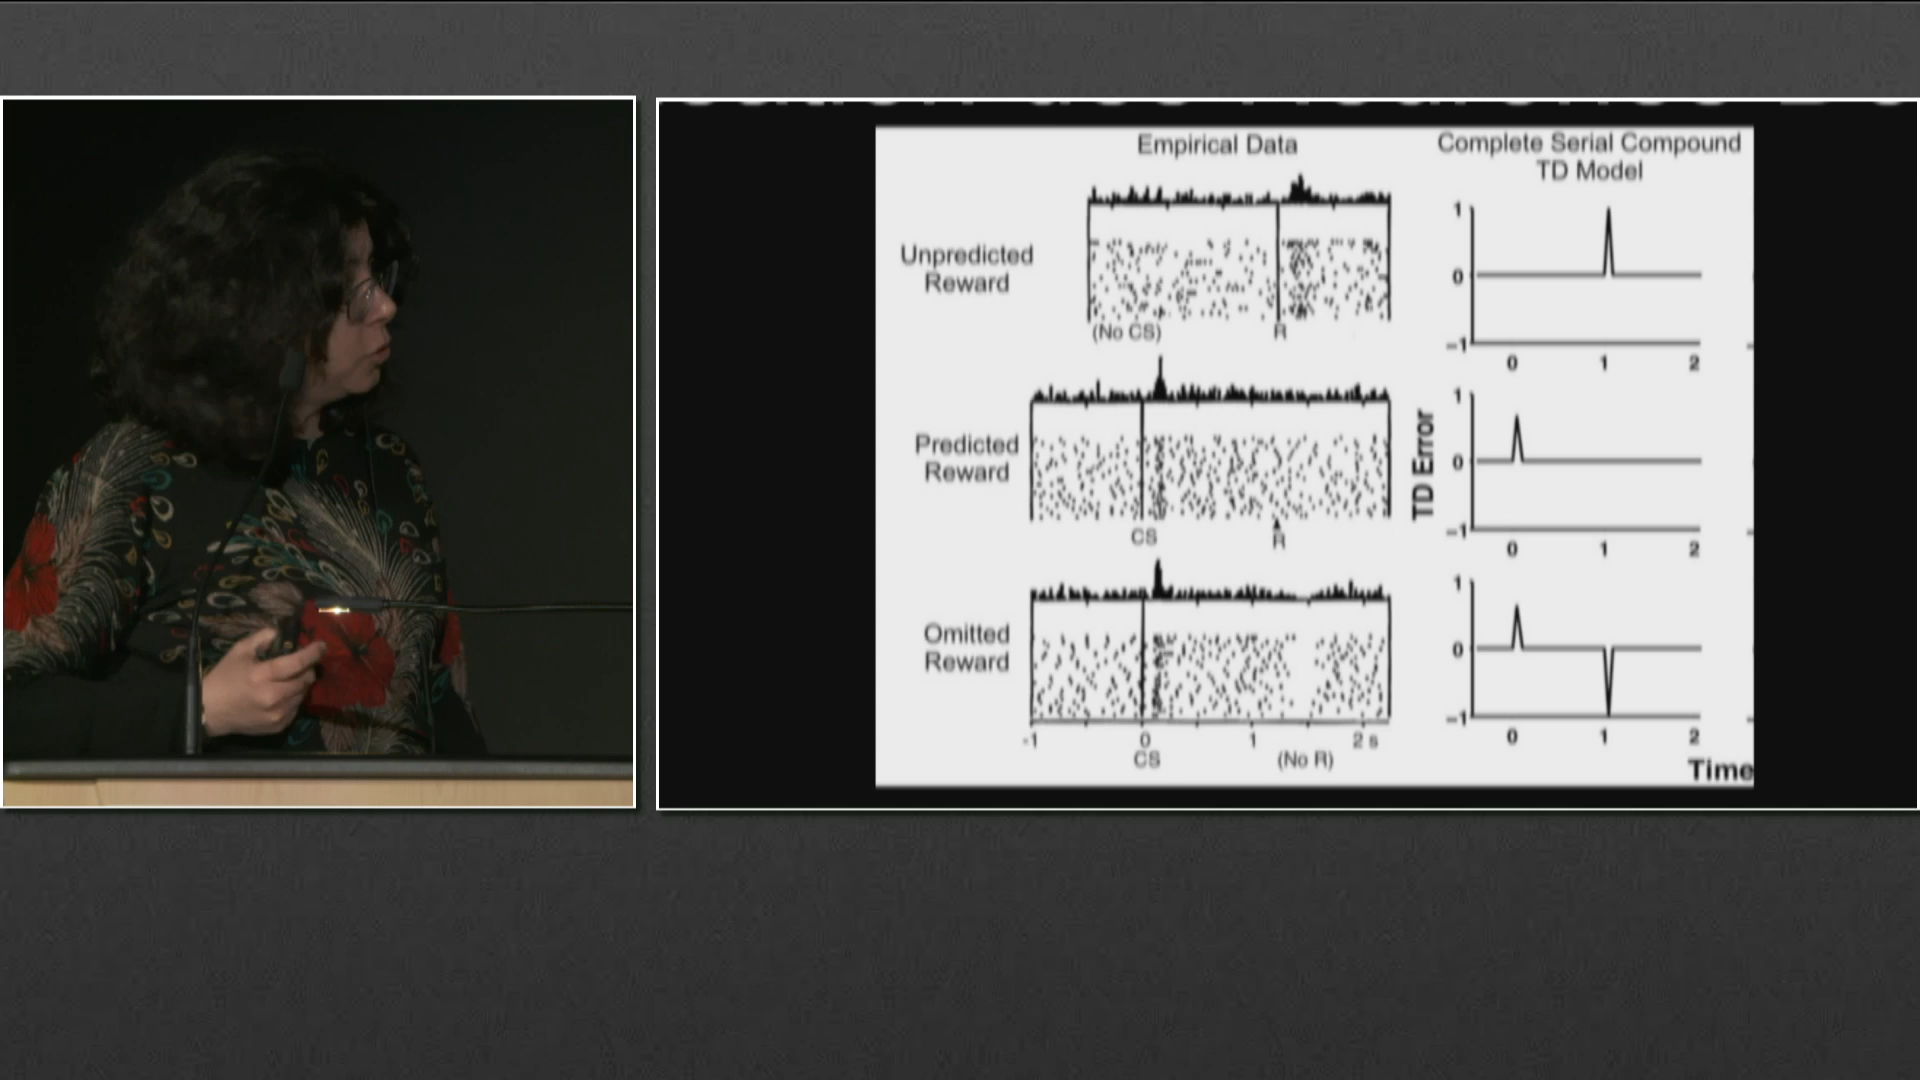 Empirical Data
Complete Serial Compound
TD Model
Unpredicted
Reward
(No CS)
R
1
0
-1
0 1 2
Predicted
Reward
CS
R
TD Error
1
0
-1
0 1 2
Omitted
Reward
-1 0 1 2 s
CS
(No R)
1
0
-1
0 1 2
Time